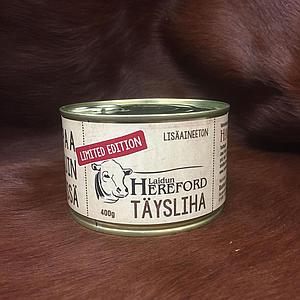 LISÄAINEETON
LIMITED EDITION
Laidun
HEREFORD
400g
TÄYSLIHA